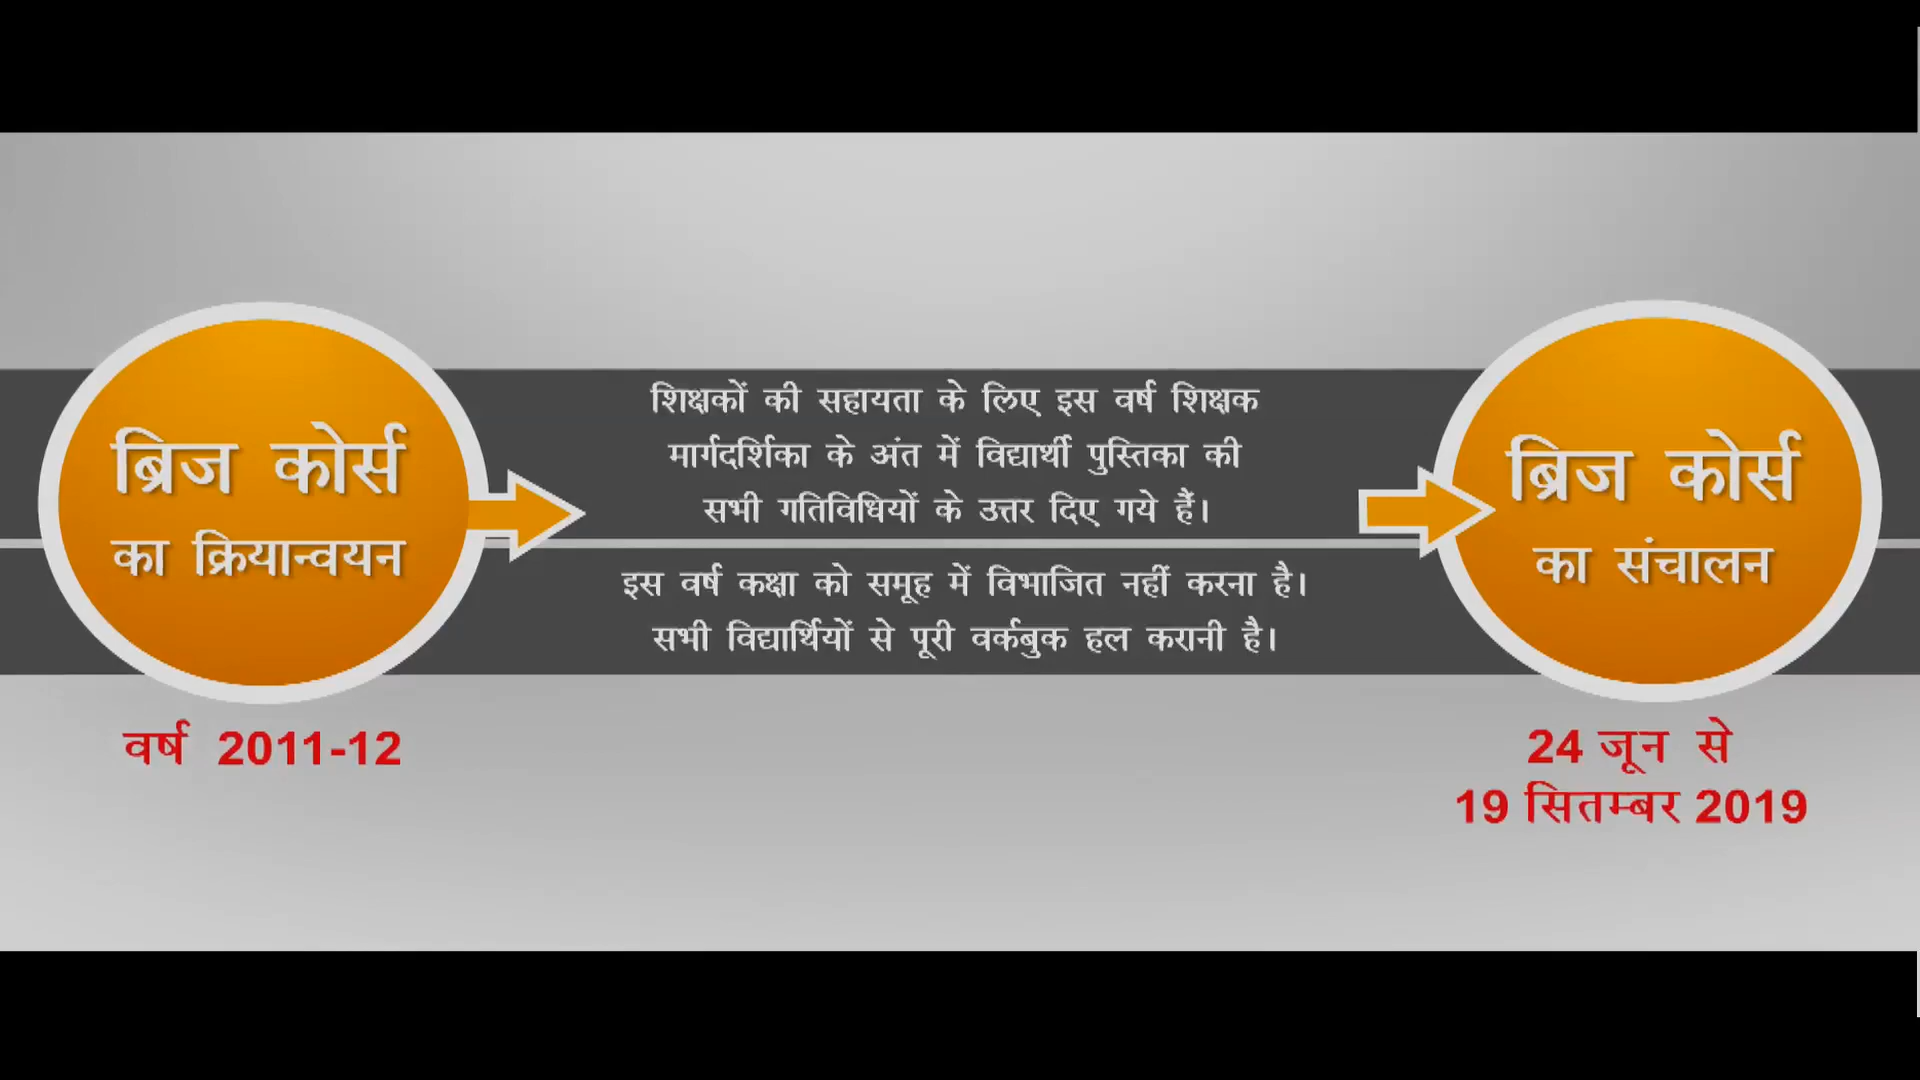 ब्रिज कोर्स
का क्रियान्वयन
वर्ष 2011-12
शिक्षकों की सहायता के लिए इस वर्ष शिक्षक
मार्गदर्शिका के अंत में विद्यार्थी पुस्तिका की
सभी गतिविधियों के उत्तर दिए गये हैं।
इस वर्ष कक्षा को समूह में विभाजित नहीं करना है।
सभी विद्यार्थियों से पूरी वर्कबुक हल करानी है।
ब्रिज कोर्स
का संचालन
24 जून से
19 सितम्बर 2019